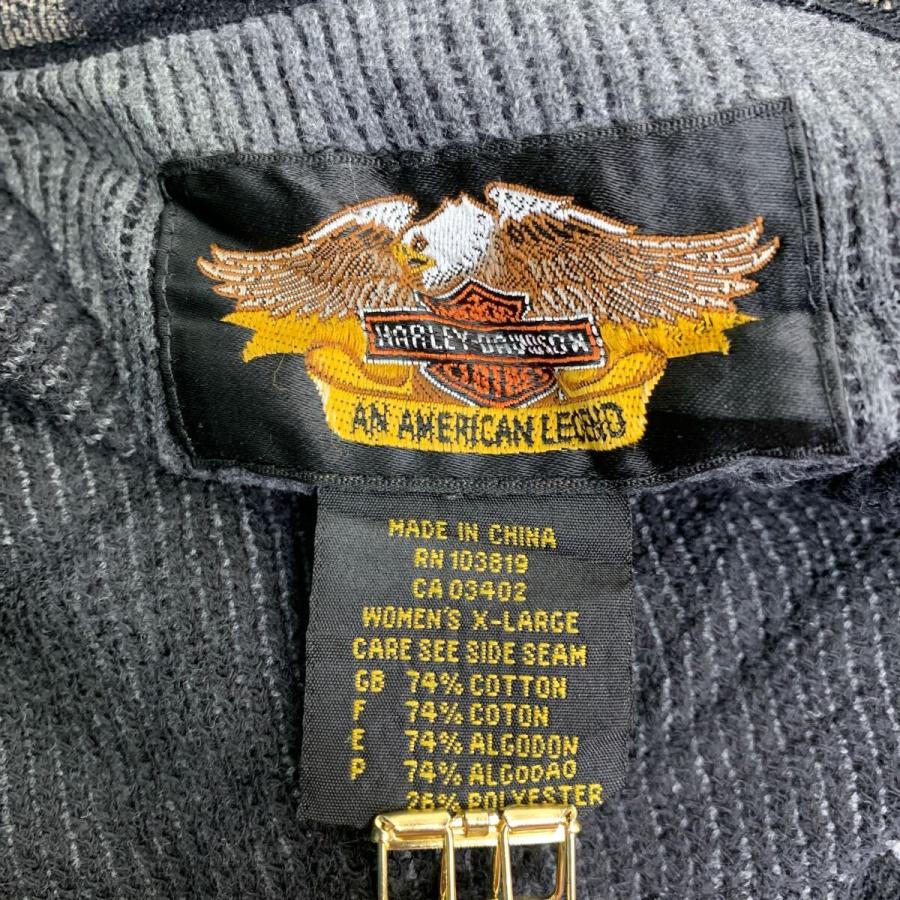 HARLEY-DAVIDSON
AN AMERICAN LEGEND
MADE IN CHINA
RN 103819
CA 03402
WOMEN'S X-LARGE
CARE SEE SIDE SEAM
GB 74% COTTON
F 74% COTON
E 74% ALGODON
P 74% ALGODAO
26% POLYESTER